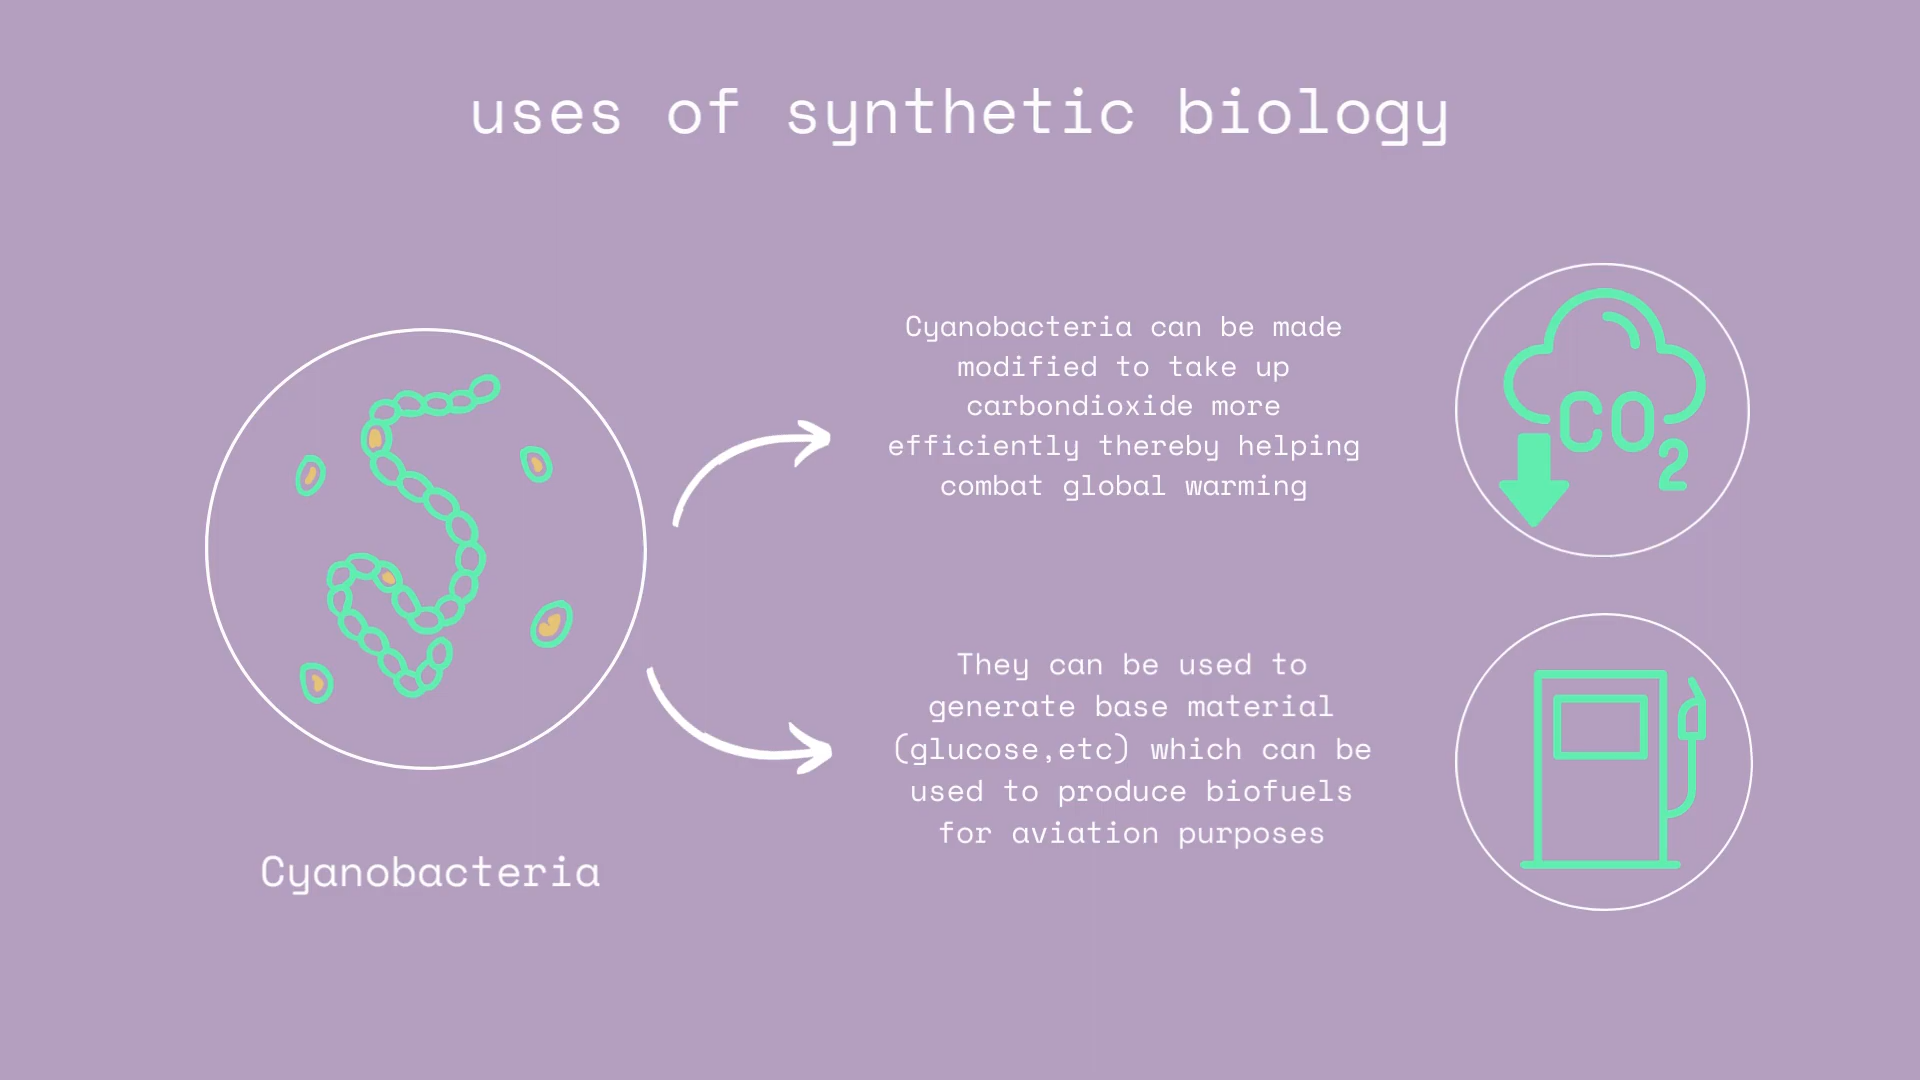 uses of synthetic biology
Cyanobacteria can be made
modified to take up
carbondioxide more
efficiently thereby helping
combat global warming
CO2
They can be used to
generate base material
(glucose,etc) which can be
used to produce biofuels
for aviation purposes
Cyanobacteria